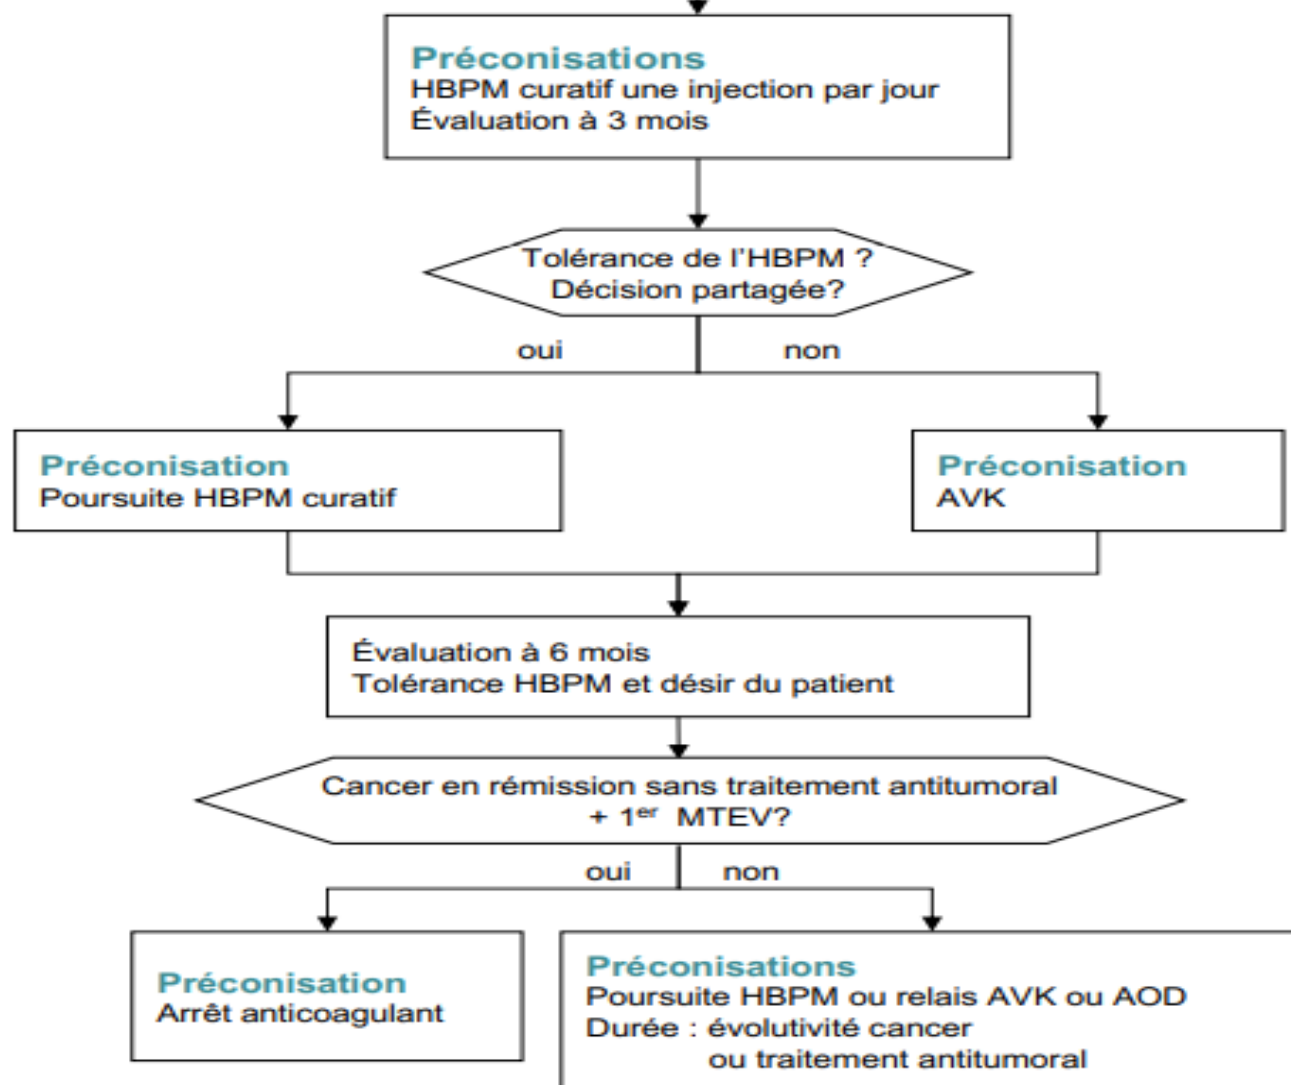 Préconisations
HBPM curatif une injection par jour
Évaluation à 3 mois
Tolérance de l'HBPM ?
Décision partagée?
oui
non
Préconisation
Poursuite HBPM curatif
Préconisation
AVK
Évaluation à 6 mois
Tolérance HBPM et désir du patient
Cancer en rémission sans traitement antitumoral
+ 1er MTEV?
oui
non
Préconisation
Arrêt anticoagulant
Préconisations
Poursuite HBPM ou relais AVK ou AOD
Durée : évolutivité cancer
ou traitement antitumoral